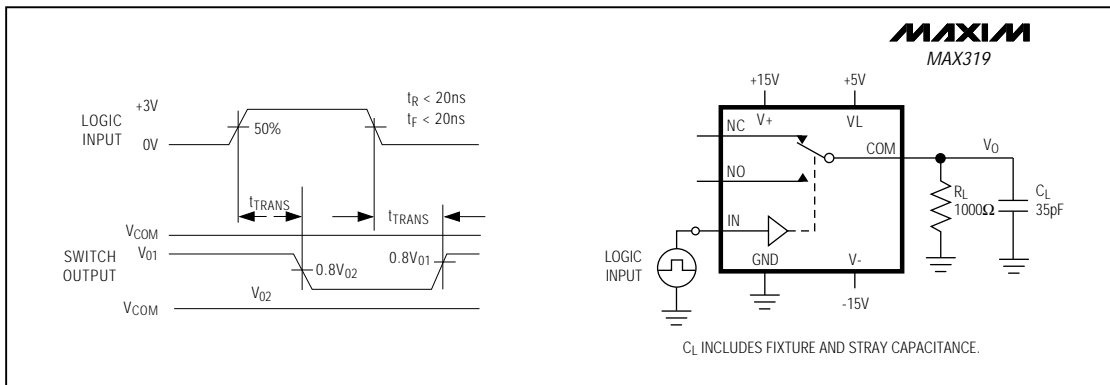 MAXIM
MAX319
+3V
LOGIC
INPUT
0V
50%
tR < 20ns
tF < 20ns
tTRANS
tTRANS
VCOM
V01
SWITCH
OUTPUT
0.8V02
0.8V01
V02
VCOM
+15V
+5V
V+
VL
NC
NO
IN
COM
VO
RL
1000Ω
CL
35pF
LOGIC
INPUT
GND
V-
-15V
CL INCLUDES FIXTURE AND STRAY CAPACITANCE.